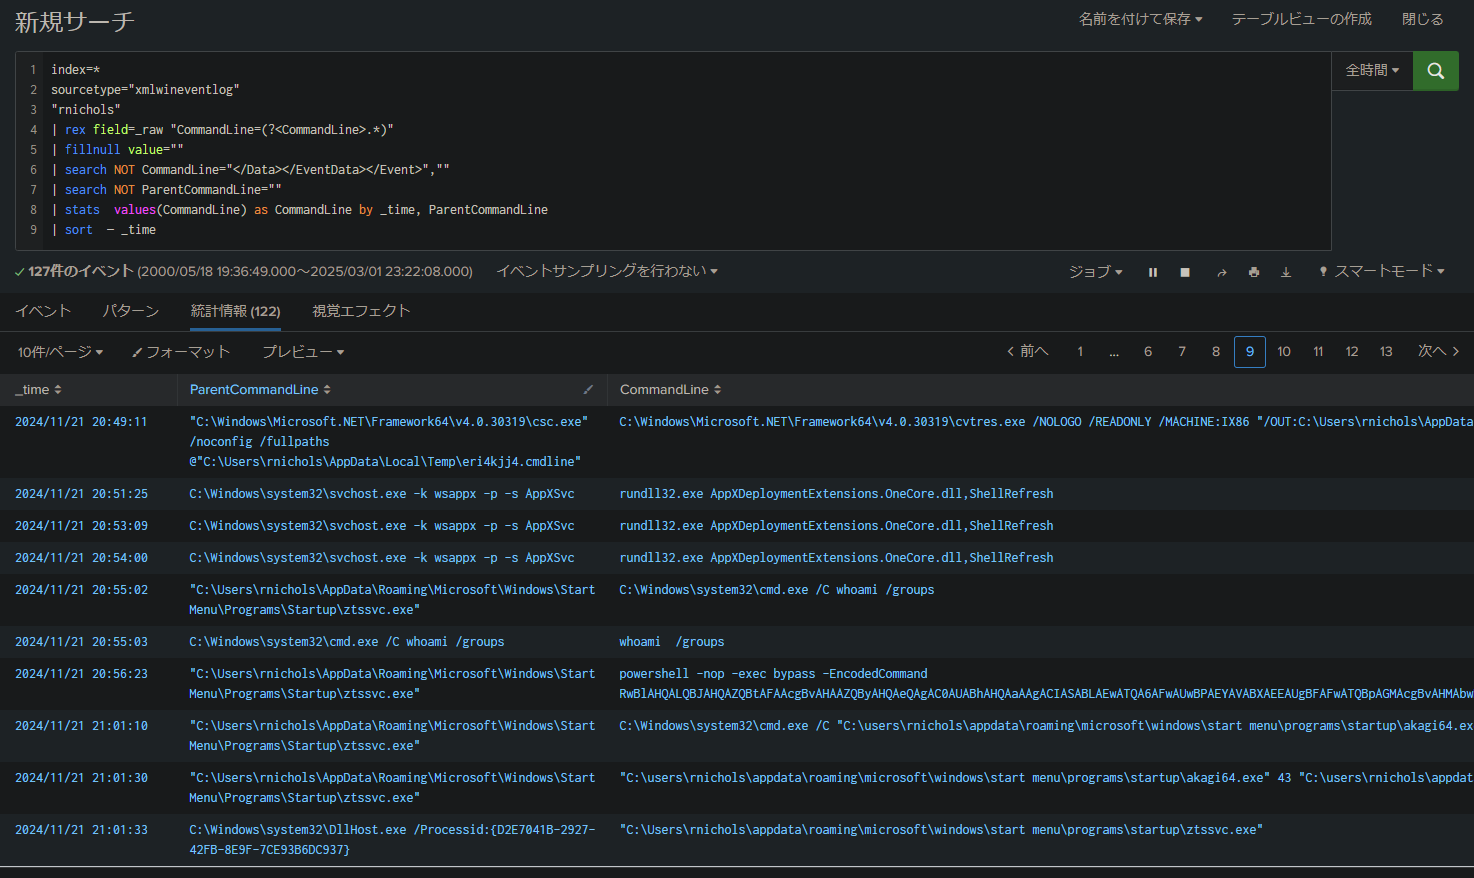 新規サーチ
名前を付けて保存 テーブルビューの作成 閉じる
1 index=*
2 sourcetype="xmlwineventlog"
3 "rnichols"
4 | rex field=_raw "CommandLine=(?<CommandLine>.*)"
5 | fillnull value=""
6 | search NOT CommandLine="</Data></EventData></Event>",""
7 | search NOT ParentCommandLine=""
8 | stats  values(CommandLine) as CommandLine by _time, ParentCommandLine
9 | sort  - _time
全時間
127件のイベント (2000/05/18 19:36:49.000～2025/03/01 23:22:08.000) イベントサンプリングを行わない
ジョブ スマートモード
イベント パターン 統計情報 (122) 視覚エフェクト
10件/ページ フォーマット プレビュー
前へ 1 ... 6 7 8 9 10 11 12 13 次へ
_time ParentCommandLine CommandLine
2024/11/21 20:49:11 "C:\Windows\Microsoft.NET\Framework64\v4.0.30319\csc.exe" C:\Windows\Microsoft.NET\Framework64\v4.0.30319\cvtres.exe /NOLOGO /READONLY /MACHINE:IX86 "/OUT:C:\Users\rnichols\AppData
/noconfig /fullpaths
@"C:\Users\rnichols\AppData\Local\Temp\eri4kjj4.cmdline"
2024/11/21 20:51:25 C:\Windows\system32\svchost.exe -k wsappx -p -s AppXSvc rundll32.exe AppXDeploymentExtensions.OneCore.dll,ShellRefresh
2024/11/21 20:53:09 C:\Windows\system32\svchost.exe -k wsappx -p -s AppXSvc rundll32.exe AppXDeploymentExtensions.OneCore.dll,ShellRefresh
2024/11/21 20:54:00 C:\Windows\system32\svchost.exe -k wsappx -p -s AppXSvc rundll32.exe AppXDeploymentExtensions.OneCore.dll,ShellRefresh
2024/11/21 20:55:02 "C:\Users\rnichols\AppData\Roaming\Microsoft\Windows\Start C:\Windows\system32\cmd.exe /C whoami /groups
Menu\Programs\Startup\ztssvc.exe"
2024/11/21 20:55:03 C:\Windows\system32\cmd.exe /C whoami /groups whoami  /groups
2024/11/21 20:56:23 "C:\Users\rnichols\AppData\Roaming\Microsoft\Windows\Start powershell -nop -exec bypass -EncodedCommand
Menu\Programs\Startup\ztssvc.exe"
2024/11/21 21:01:10 "C:\Users\rnichols\AppData\Roaming\Microsoft\Windows\Start C:\Windows\system32\cmd.exe /C "C:\users\rnichols\appdata\roaming\microsoft\windows\start menu\programs\startup\akagi64.ex
Menu\Programs\Startup\ztssvc.exe"
2024/11/21 21:01:30 "C:\Users\rnichols\AppData\Roaming\Microsoft\Windows\Start "C:\users\rnichols\appdata\roaming\microsoft\windows\start menu\programs\startup\akagi64.exe" 43 "C:\users\rnichols\appdat
Menu\Programs\Startup\ztssvc.exe"
2024/11/21 21:01:33 C:\Windows\system32\DllHost.exe /Processid:{D2E7041B-2927- "C:\Users\rnichols\appdata\roaming\microsoft\windows\start menu\programs\startup\ztssvc.exe"
42FB-8E9F-7CE93B6DC937}